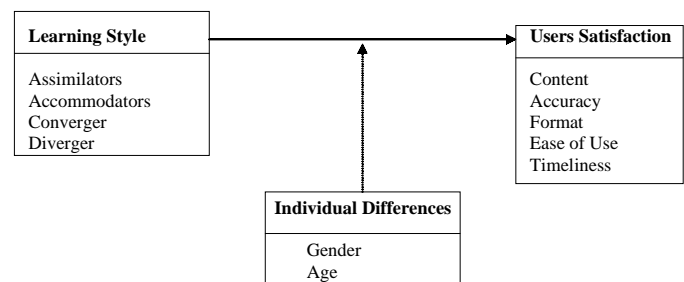 Learning Style
Assimilators
Accommodators
Converger
Diverger
Users Satisfaction
Content
Accuracy
Format
Ease of Use
Timeliness
Individual Differences
Gender
Age